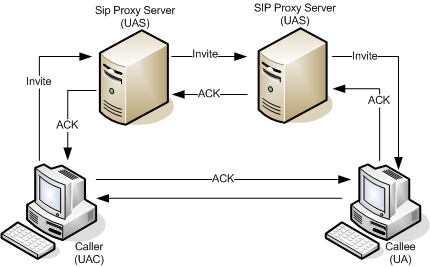 Sip Proxy Server
(UAS)
SIP Proxy Server
(UAS)
Invite
Invite
Invite
ACK
ACK
ACK
ACK
Caller
(UAC)
Callee
(UA)